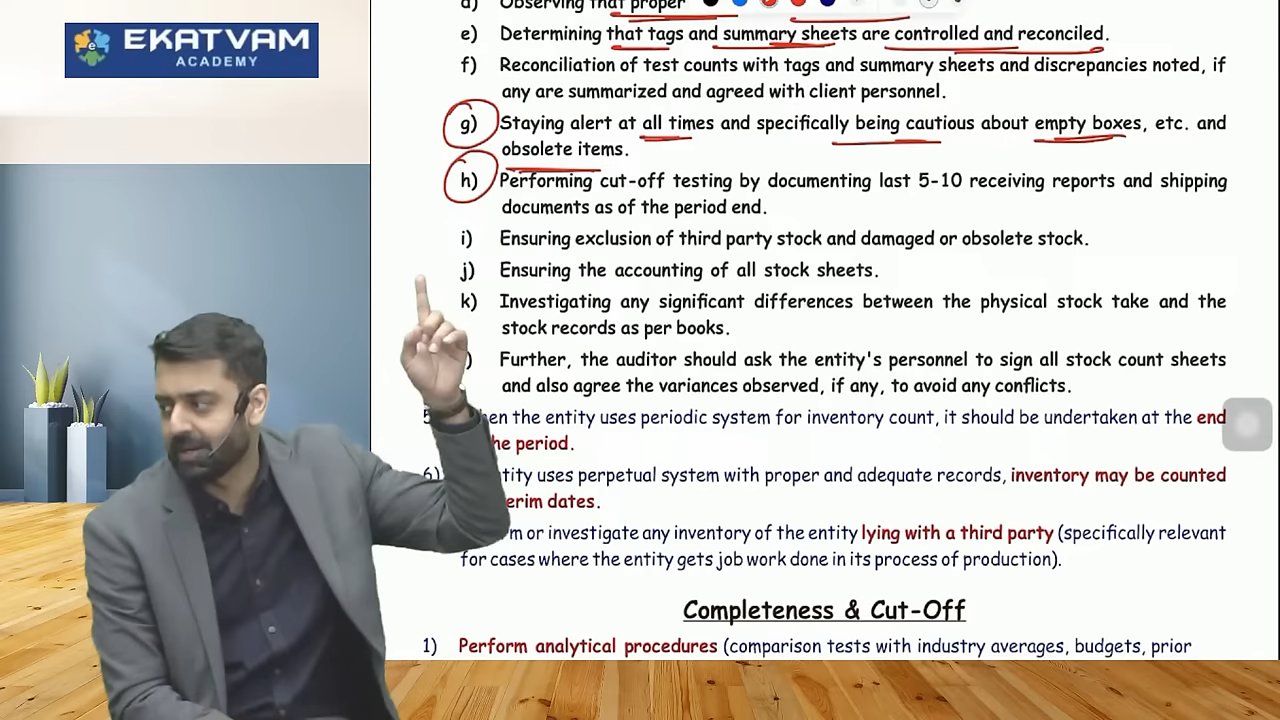 EKATVAM
ACADEMY
d) Observing that proper
e) Determining that tags and summary sheets are controlled and reconciled.
f) Reconciliation of test counts with tags and summary sheets and discrepancies noted, if
any are summarized and agreed with client personnel.
g) Staying alert at all times and specifically being cautious about empty boxes, etc. and
obsolete items.
h) Performing cut-off testing by documenting last 5-10 receiving reports and shipping
documents as of the period end.
i) Ensuring exclusion of third party stock and damaged or obsolete stock.
j) Ensuring the accounting of all stock sheets.
k) Investigating any significant differences between the physical stock take and the
stock records as per books.
) Further, the auditor should ask the entity's personnel to sign all stock count sheets
and also agree the variances observed, if any, to avoid any conflicts.
5 hen the entity uses periodic system for inventory count, it should be undertaken at the end
he period.
6) tity uses perpetual system with proper and adequate records, inventory may be counted
erim dates.
m or investigate any inventory of the entity lying with a third party (specifically relevant
for cases where the entity gets job work done in its process of production).
Completeness & Cut-Off
1) Perform analytical procedures (comparison tests with industry averages, budgets, prior